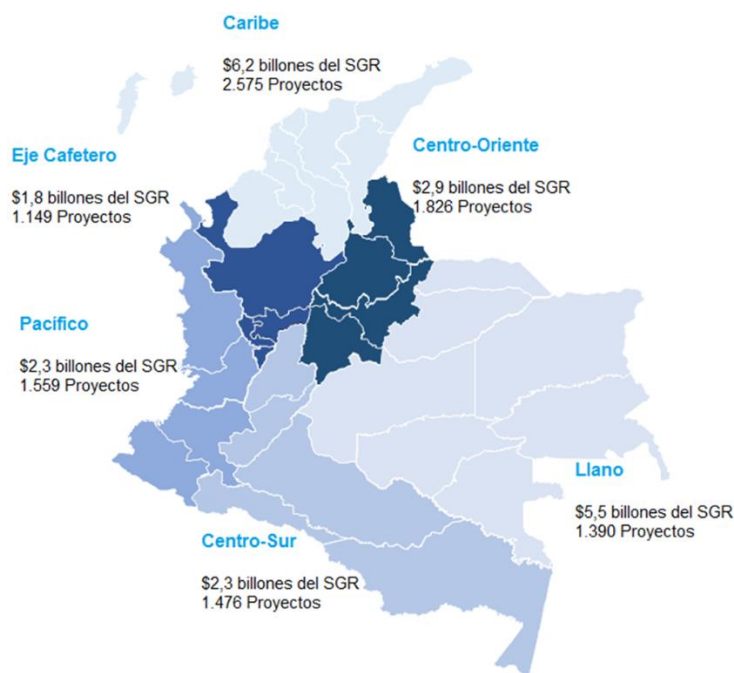 Caribe
$6,2 billones del SGR
2.575 Proyectos
Eje Cafetero
$1,8 billones del SGR
1.149 Proyectos
Centro-Oriente
$2,9 billones del SGR
1.826 Proyectos
Pacífico
$2,3 billones del SGR
1.559 Proyectos
Llano
$5,5 billones del SGR
1.390 Proyectos
Centro-Sur
$2,3 billones del SGR
1.476 Proyectos